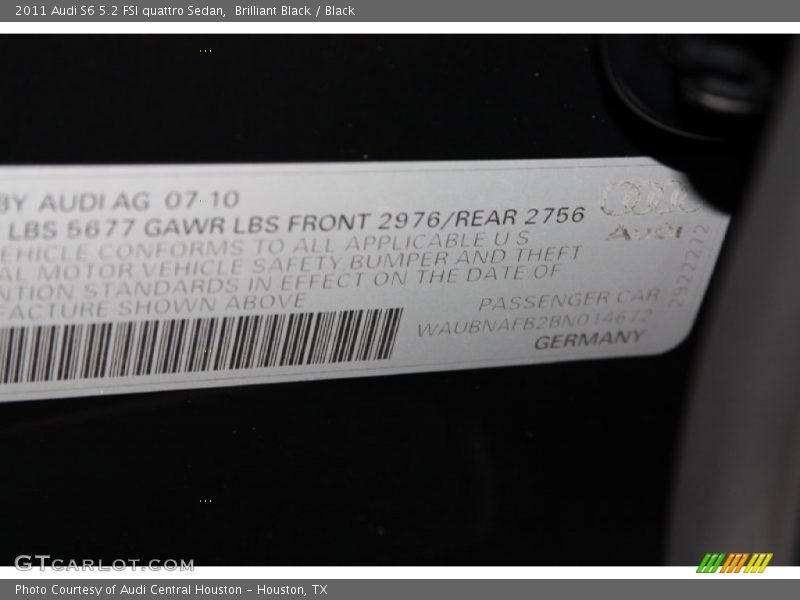 2011 Audi S6 5.2 FSI quattro Sedan, Brilliant Black / Black
BY AUDI AG 07.10
LBS 5677 GAWR LBS FRONT 2976/REAR 2756
EHICLE CONFORMS TO ALL APPLICABLE U S
AL MOTOR VEHICLE SAFETY BUMPER AND THEFT
NTION STANDARDS IN EFFECT ON THE DATE OF
FACTURE SHOWN ABOVE
Audi
2922272
PASSENGER CAR
WAUBNAFB2BN014672
GERMANY
GTCARLOT.COM
Photo Courtesy of Audi Central Houston - Houston, TX